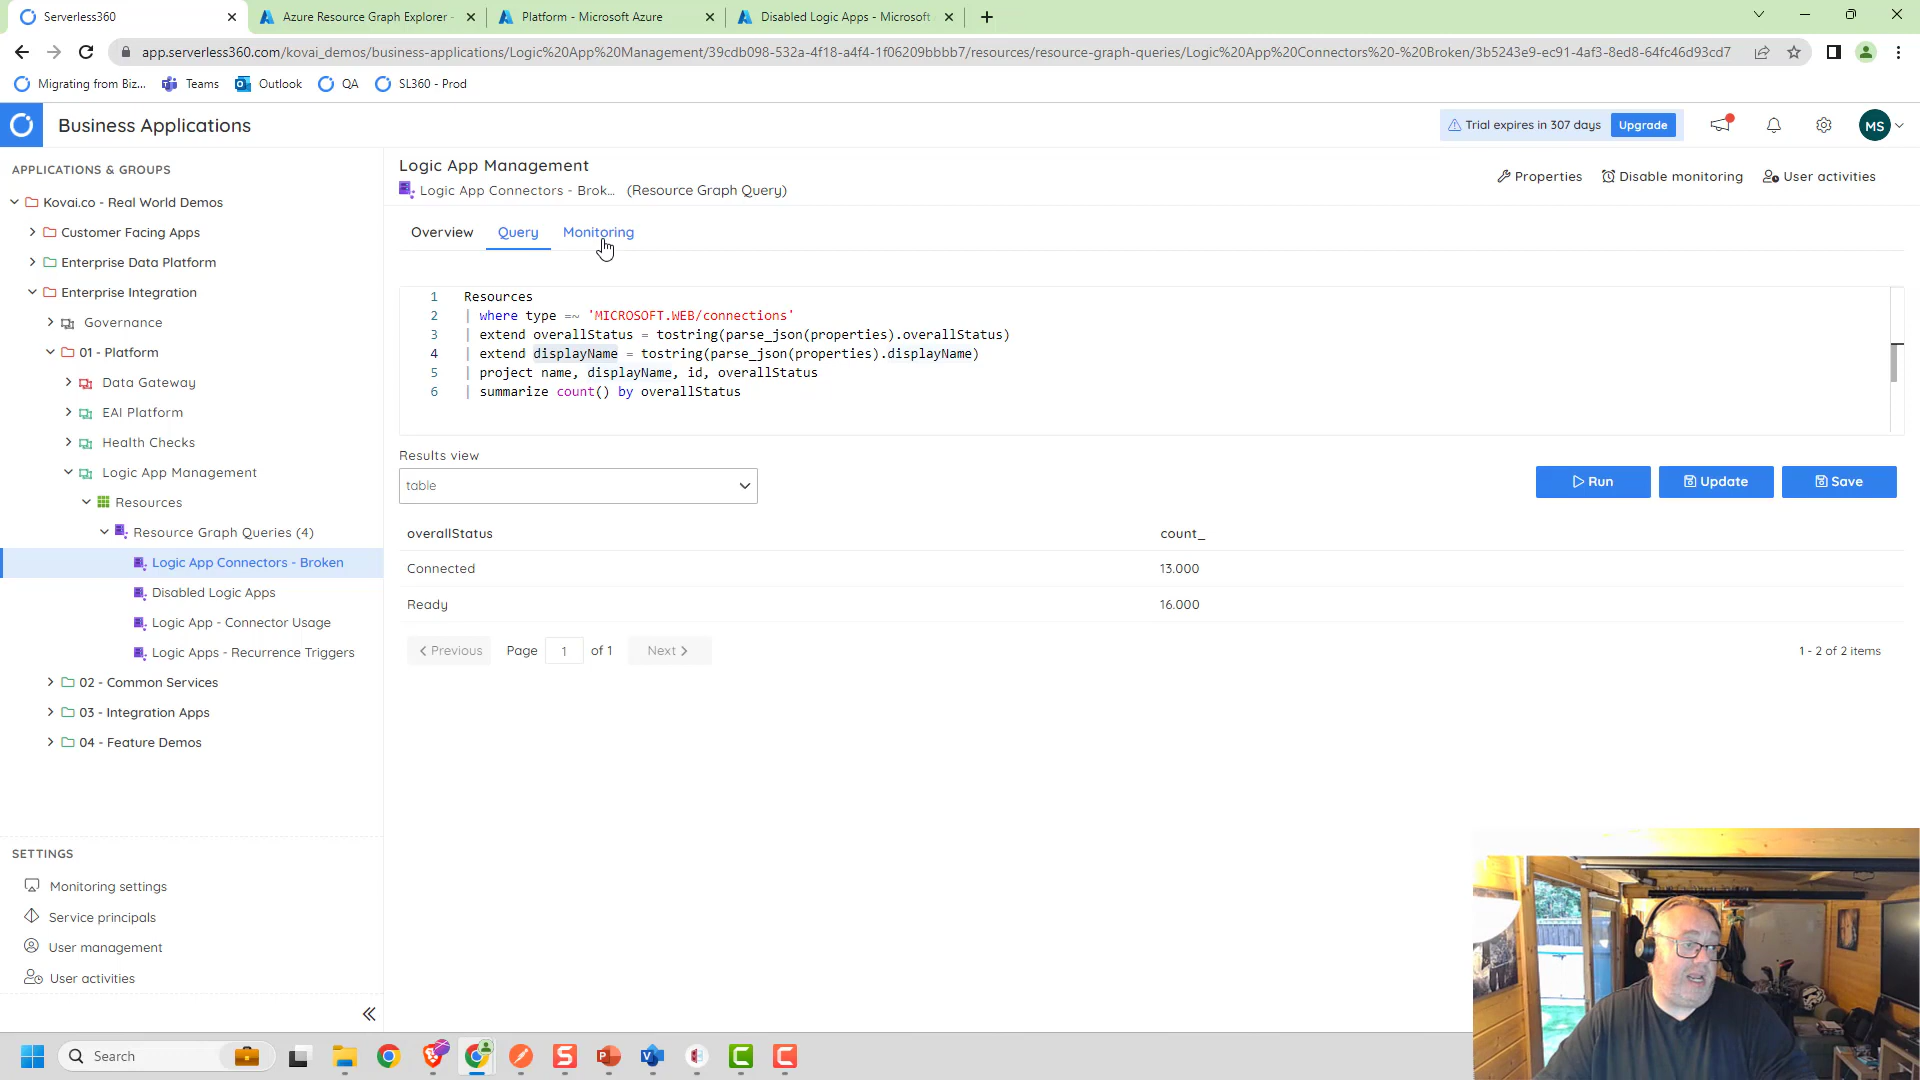 Serverless360
Azure Resource Graph Explorer -
Platform - Microsoft Azure
Disabled Logic Apps - Microsoft
app.serverless360.com/kovai_demos/business-applications/Logic%20App%20Management/39cdb098-532a-4f18-a4f4-1f06209bbbb7/resources/resource-graph-queries/Logic%20App%20Connectors%20-%20Broken/3b5243e9-ec91-4af3-8ed8-64fc46d93cd7
Migrating from Biz...
Teams
Outlook
QA
SL360 - Prod
Business Applications
Trial expires in 307 days
Upgrade
MS
APPLICATIONS & GROUPS
Kovai.co - Real World Demos
Customer Facing Apps
Enterprise Data Platform
Enterprise Integration
Governance
01 - Platform
Data Gateway
EAI Platform
Health Checks
Logic App Management
Resources
Resource Graph Queries (4)
Logic App Connectors - Broken
Disabled Logic Apps
Logic App - Connector Usage
Logic Apps - Recurrence Triggers
02 - Common Services
03 - Integration Apps
04 - Feature Demos
SETTINGS
Monitoring settings
Service principals
User management
User activities
Logic App Management
Logic App Connectors - Brok... (Resource Graph Query)
Properties
Disable monitoring
User activities
Overview
Query
Monitoring
1 Resources
2 | where type =~ 'MICROSOFT.WEB/connections'
3 | extend overallStatus = tostring(parse_json(properties).overallStatus)
4 | extend displayName = tostring(parse_json(properties).displayName)
5 | project name, displayName, id, overallStatus
6 | summarize count() by overallStatus
Results view
table
Run
Update
Save
overallStatus count_
Connected 13.000
Ready 16.000
Previous Page 1 of 1 Next
1 - 2 of 2 items
Search